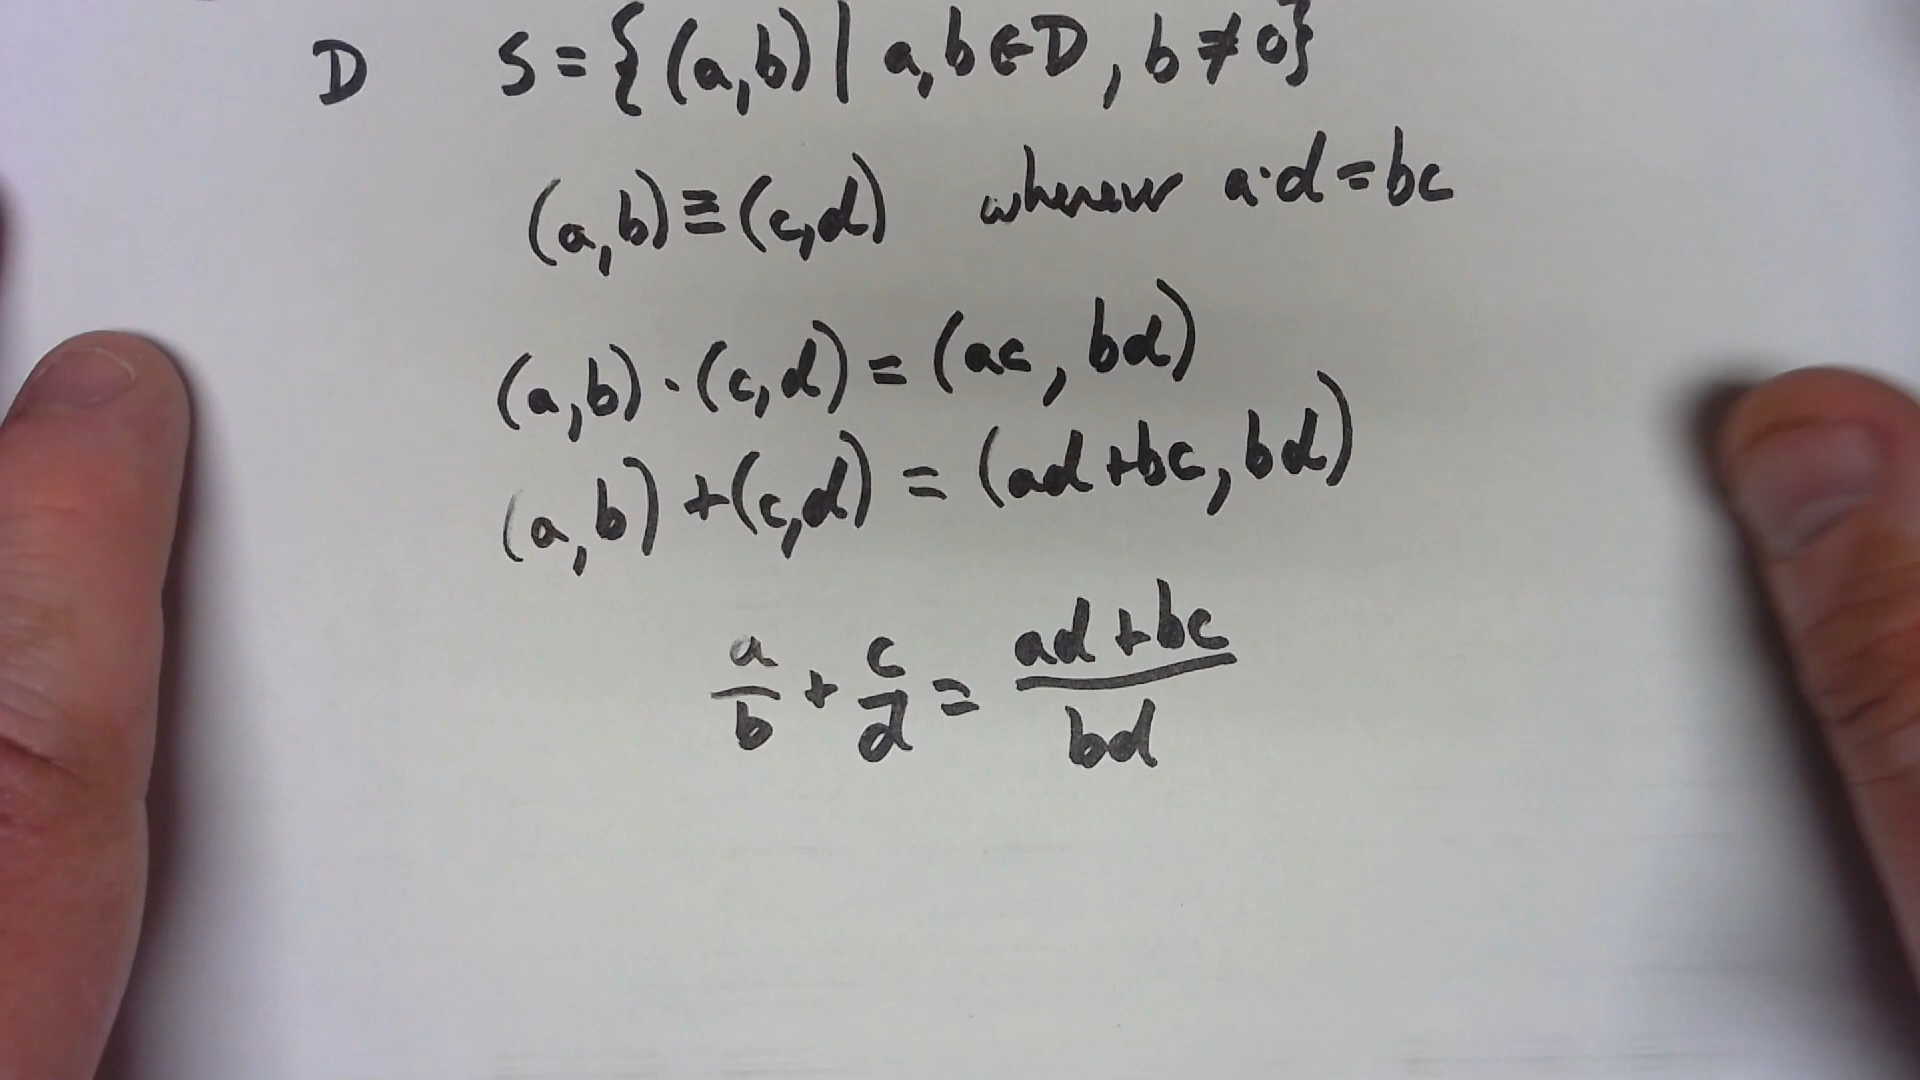 D S = {(a,b) | a,b ∈ D, b ≠ 0}
(a,b) ≡ (c,d) whenever a·d = bc
(a,b) · (c,d) = (ac, bd)
(a,b) + (c,d) = (ad + bc, bd)
a/b + c/d = (ad + bc)/bd